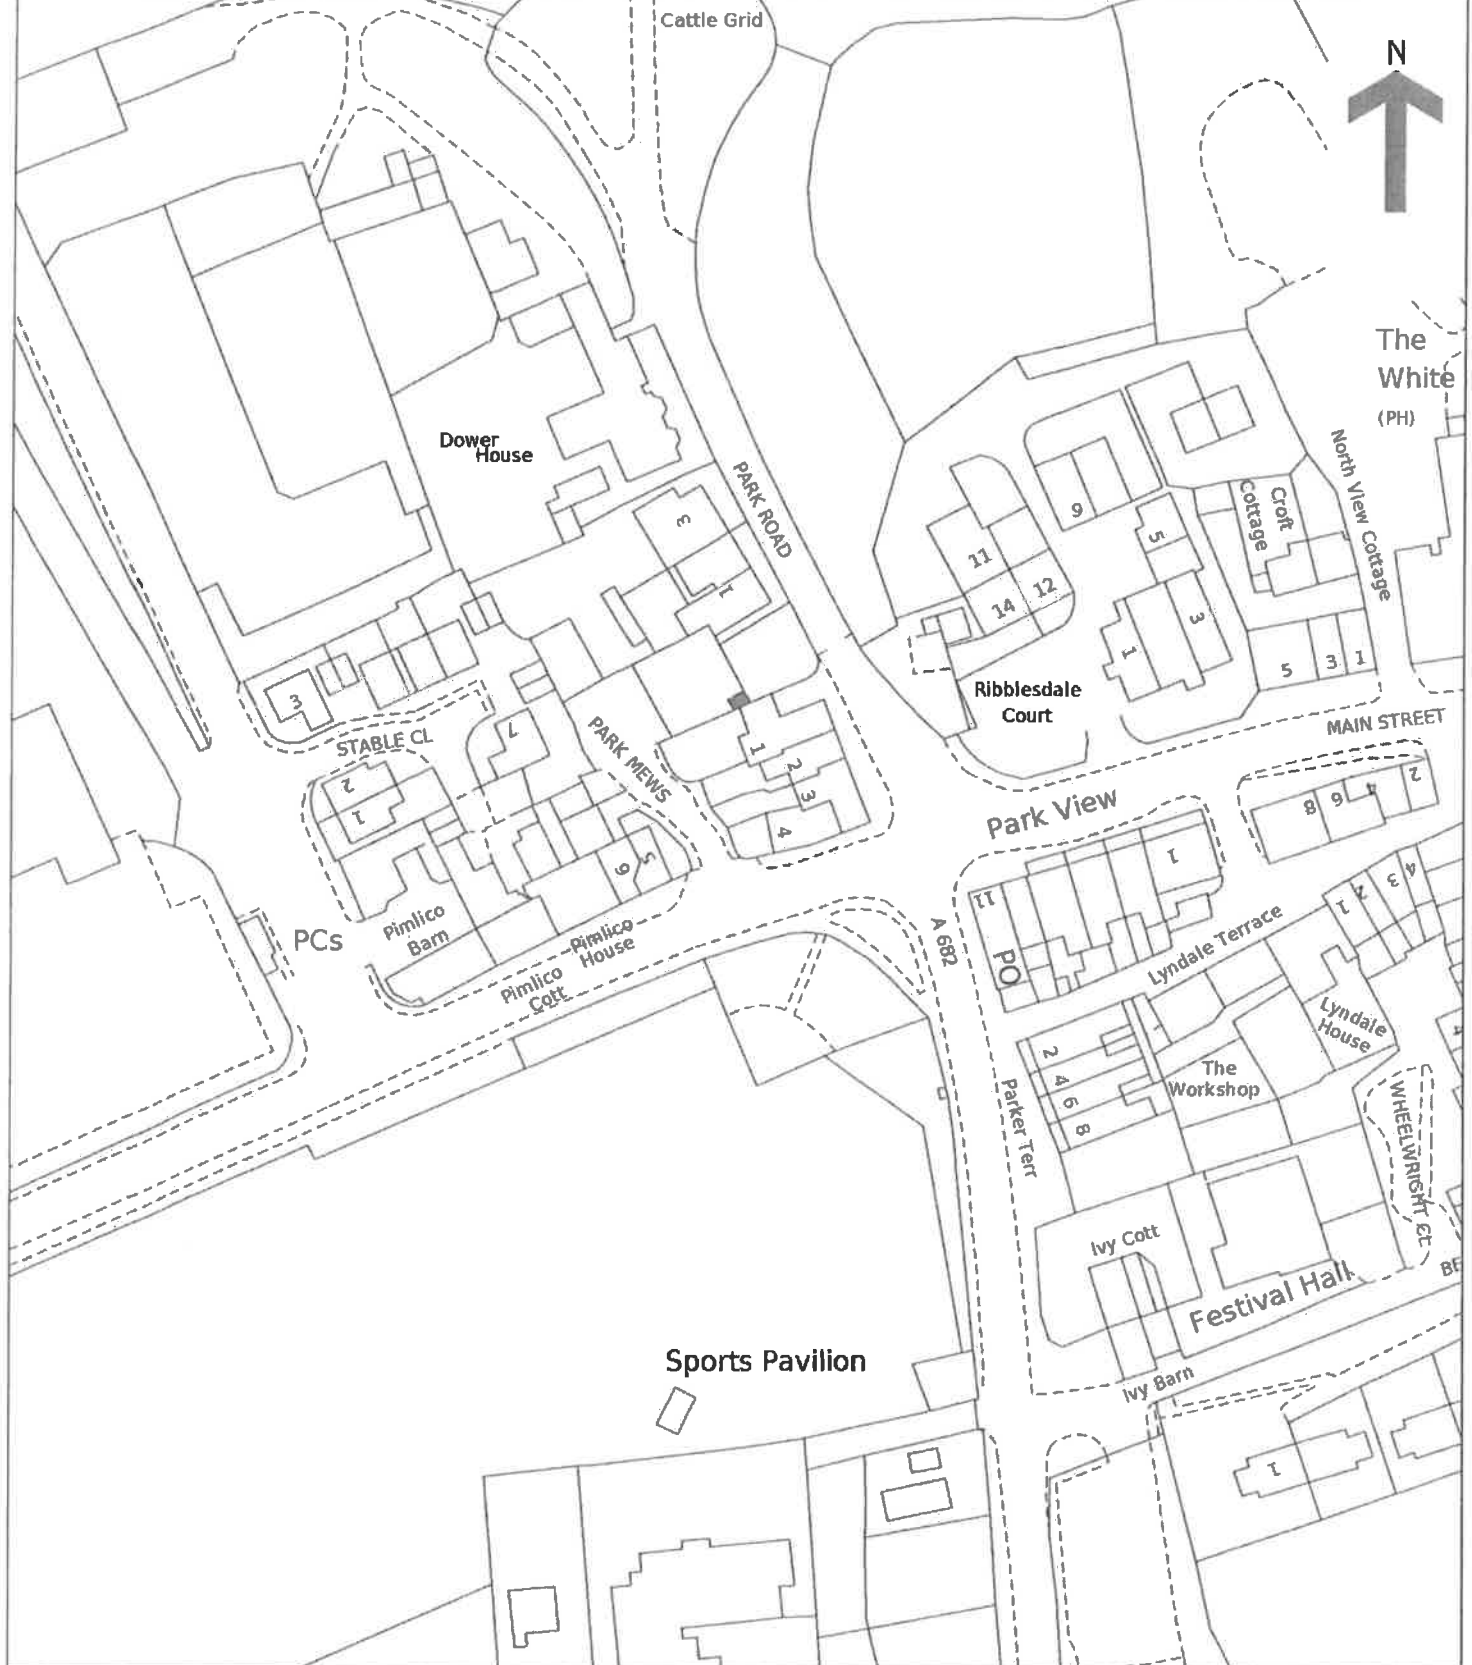 Cattle Grid
N
The
White
(PH)
Dower
House
PARK ROAD
North View Cottage
Croft
Cottage
3
1
9
5
11
12
14
3
1
5
3
1
Ribblesdale
Court
3
STABLE CL
7
PARK MEWS
MAIN STREET
1
2
3
4
2
1
Park View
8
6
4
2
5
6
1
11
PO
A 682
PCs
Pimlico
Barn
Pimlico
House
Pimlico
Cott
Lyndale Terrace
1
2
3
4
Lyndale
House
4
2
4
6
8
The
Workshop
Parker Terr
WHEELWRIGHT CL
Ivy Cott
BE
Festival Hall
Sports Pavilion
Ivy Barn
1